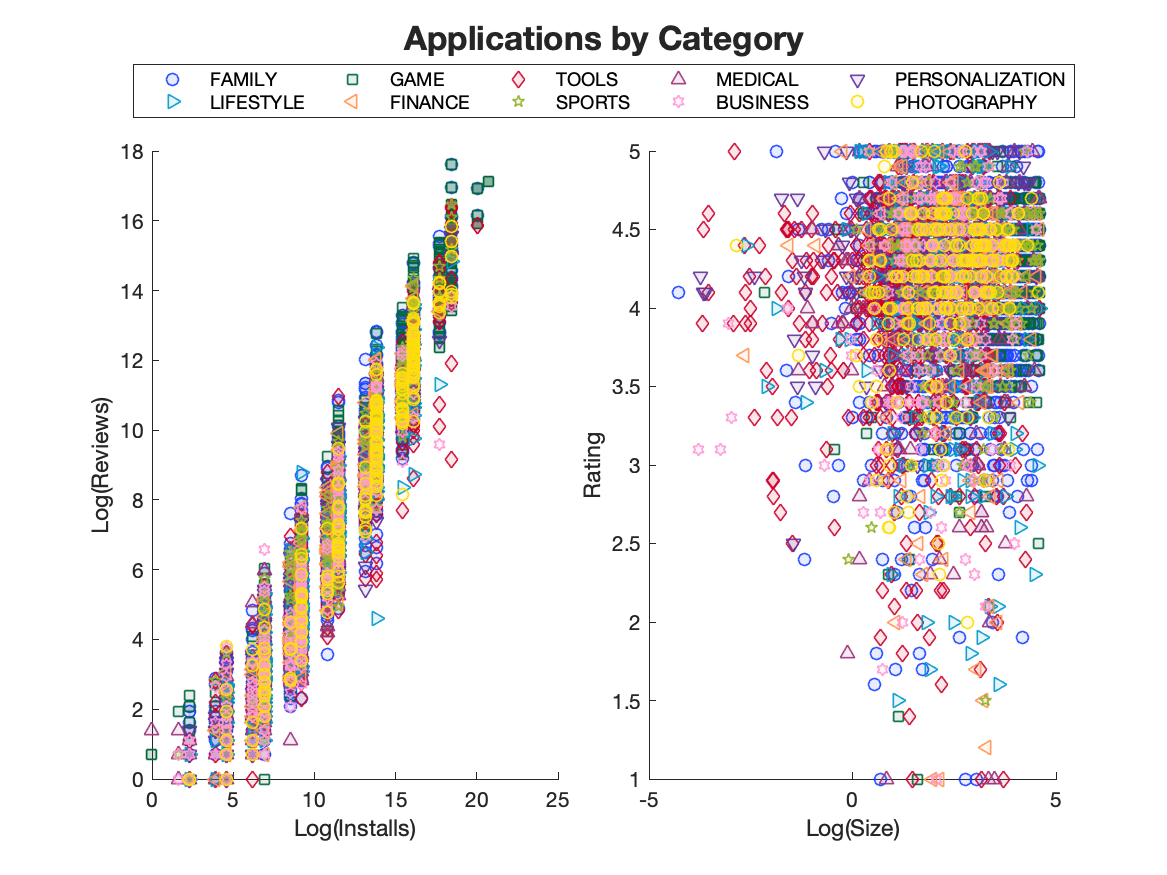 Applications by Category
FAMILY GAME TOOLS MEDICAL PERSONALIZATION
LIFESTYLE FINANCE SPORTS BUSINESS PHOTOGRAPHY
18
16
14
12
10
8
6
4
2
0
Log(Reviews)
0 5 10 15 20 25
Log(Installs)
5
4.5
4
3.5
3
2.5
2
1.5
1
Rating
-5 0 5
Log(Size)